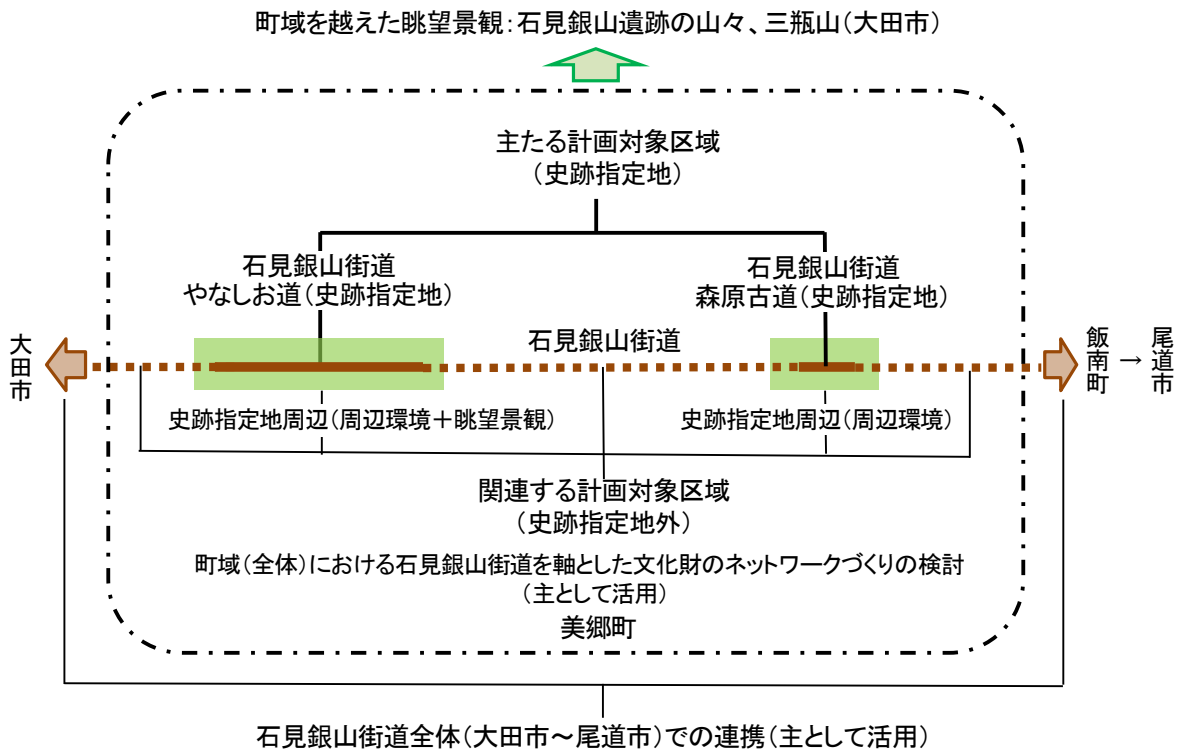 町域を越えた眺望景観:石見銀山遺跡の山々、三瓶山(大田市)
主たる計画対象区域
(史跡指定地)
石見銀山街道
やなしお道(史跡指定地)
石見銀山街道
森原古道(史跡指定地)
石見銀山街道
大田市
飯南町
→
尾道市
史跡指定地周辺(周辺環境+眺望景観)
史跡指定地周辺(周辺環境)
関連する計画対象区域
(史跡指定地外)
町域(全体)における石見銀山街道を軸とした文化財のネットワークづくりの検討
(主として活用)
美郷町
石見銀山街道全体(大田市~尾道市)での連携(主として活用)